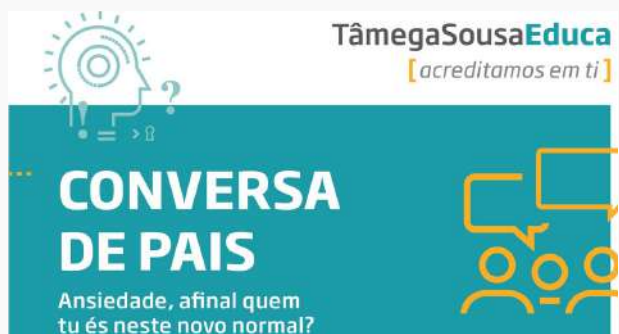 TâmegaSousaEduca
[acreditamos em ti]
CONVERSA
DE PAIS
Ansiedade, afinal quem
tu és neste novo normal?